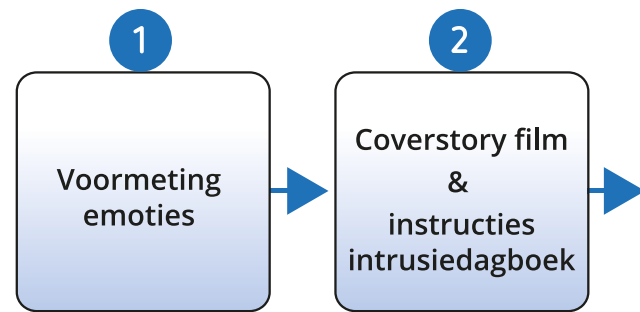 1
Voormeting
emoties
2
Coverstory film
&
instructies
intrusiedagboek